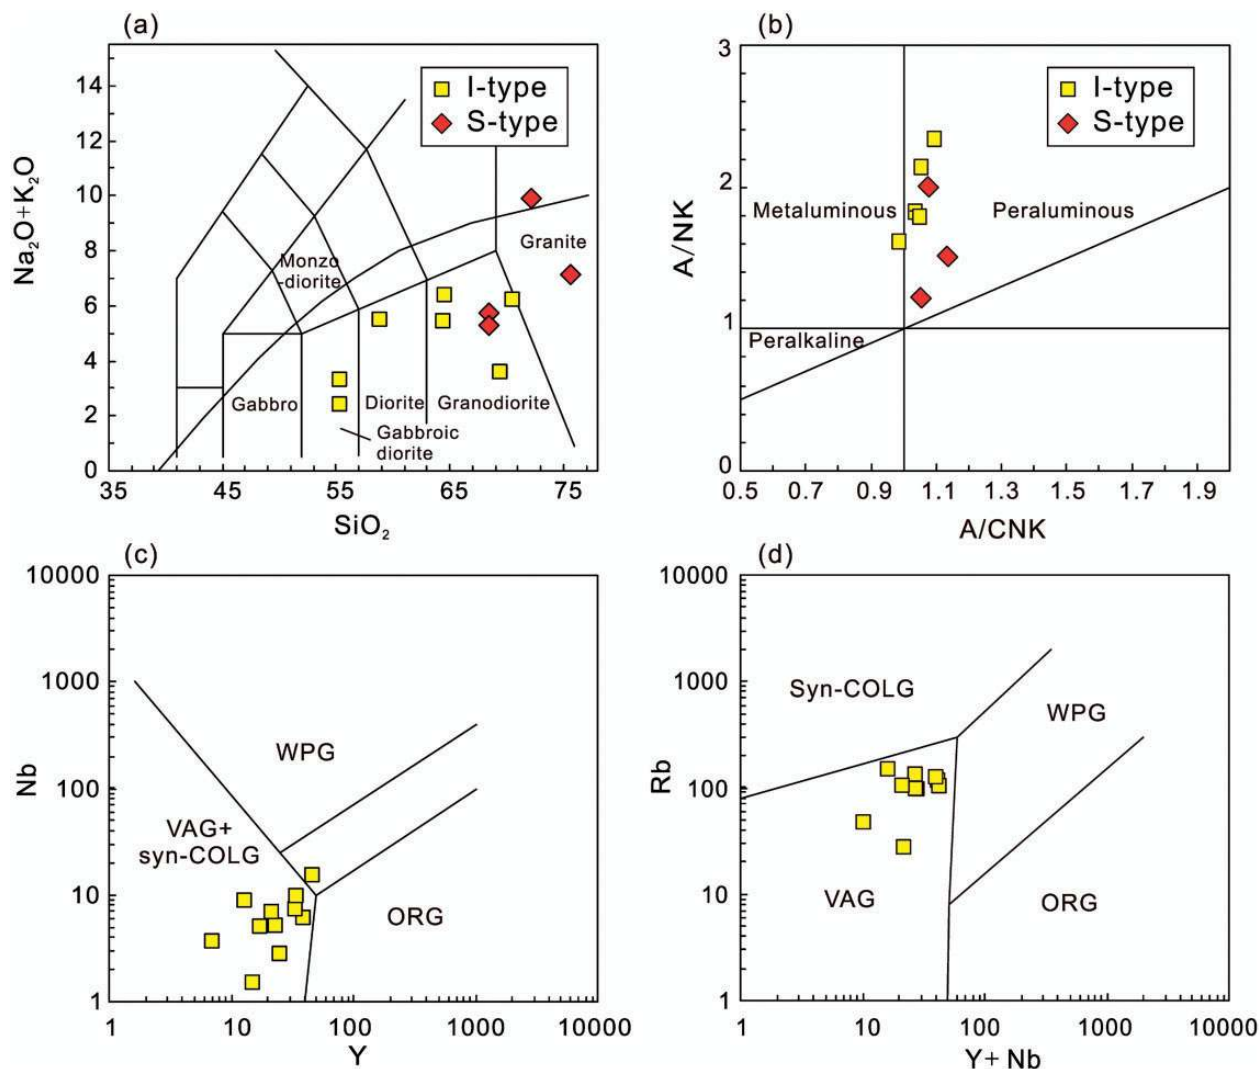 (a)
I-type
S-type
Na₂O+K₂O
14
12
10
8
6
4
2
0
Monzo
-diorite
Granite
Gabbro
Diorite
Granodiorite
Gabbroic
diorite
35
45
55
65
75
SiO₂
(b)
I-type
S-type
A/NK
3
2
1
0
Metaluminous
Peraluminous
Peralkaline
0.5
0.7
0.9
1.1
1.3
1.5
1.7
1.9
A/CNK
(c)
Nb
10000
1000
100
10
1
WPG
VAG+
syn-COLG
ORG
1
10
100
1000
10000
Y
(d)
Rb
10000
1000
100
10
1
Syn-COLG
WPG
VAG
ORG
1
10
100
1000
10000
Y+ Nb